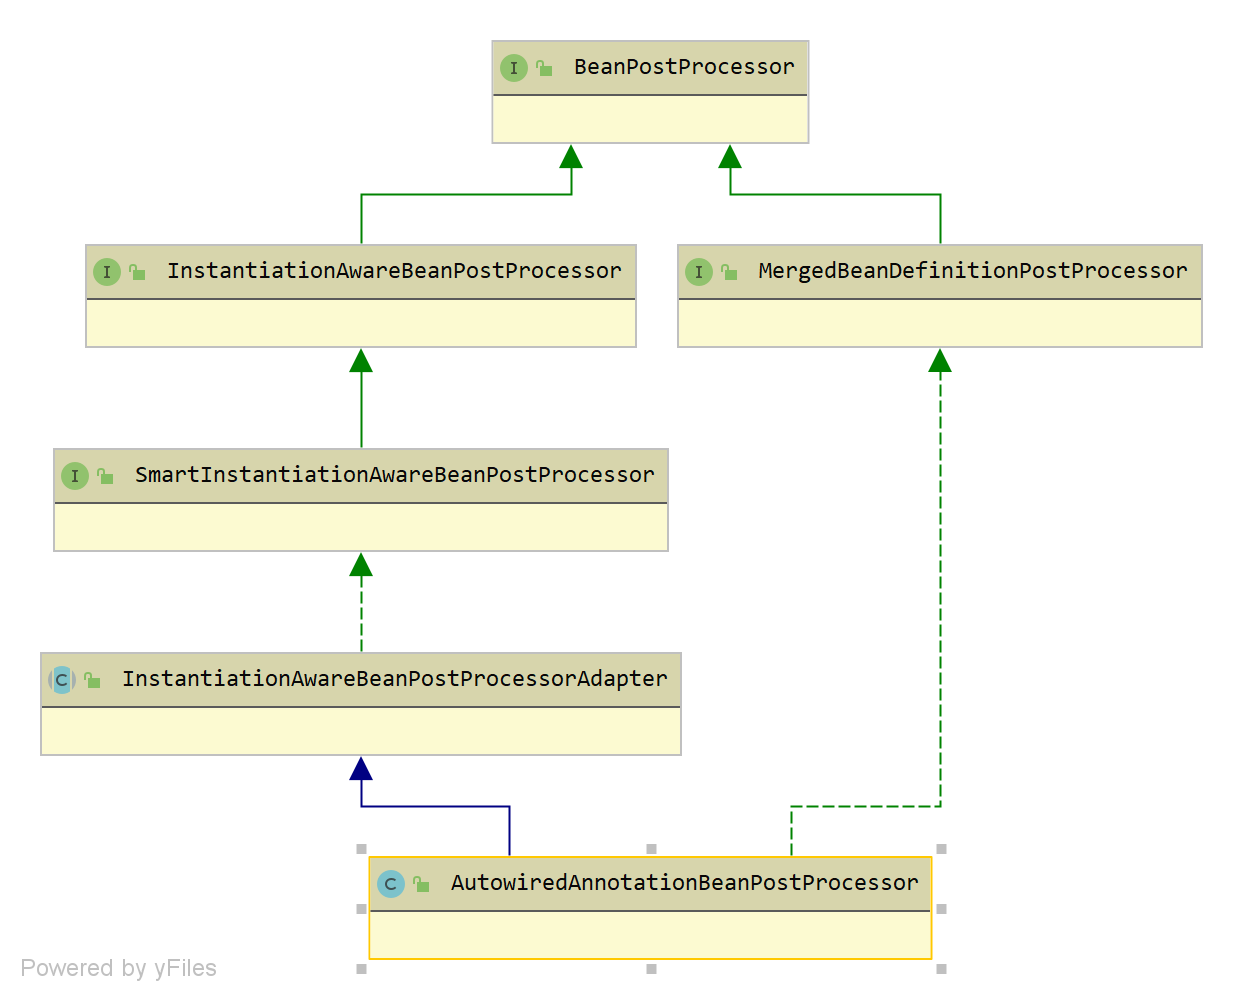 I BeanPostProcessor
I InstantiationAwareBeanPostProcessor
I MergedBeanDefinitionPostProcessor
I SmartInstantiationAwareBeanPostProcessor
C InstantiationAwareBeanPostProcessorAdapter
C AutowiredAnnotationBeanPostProcessor
Powered by yFiles